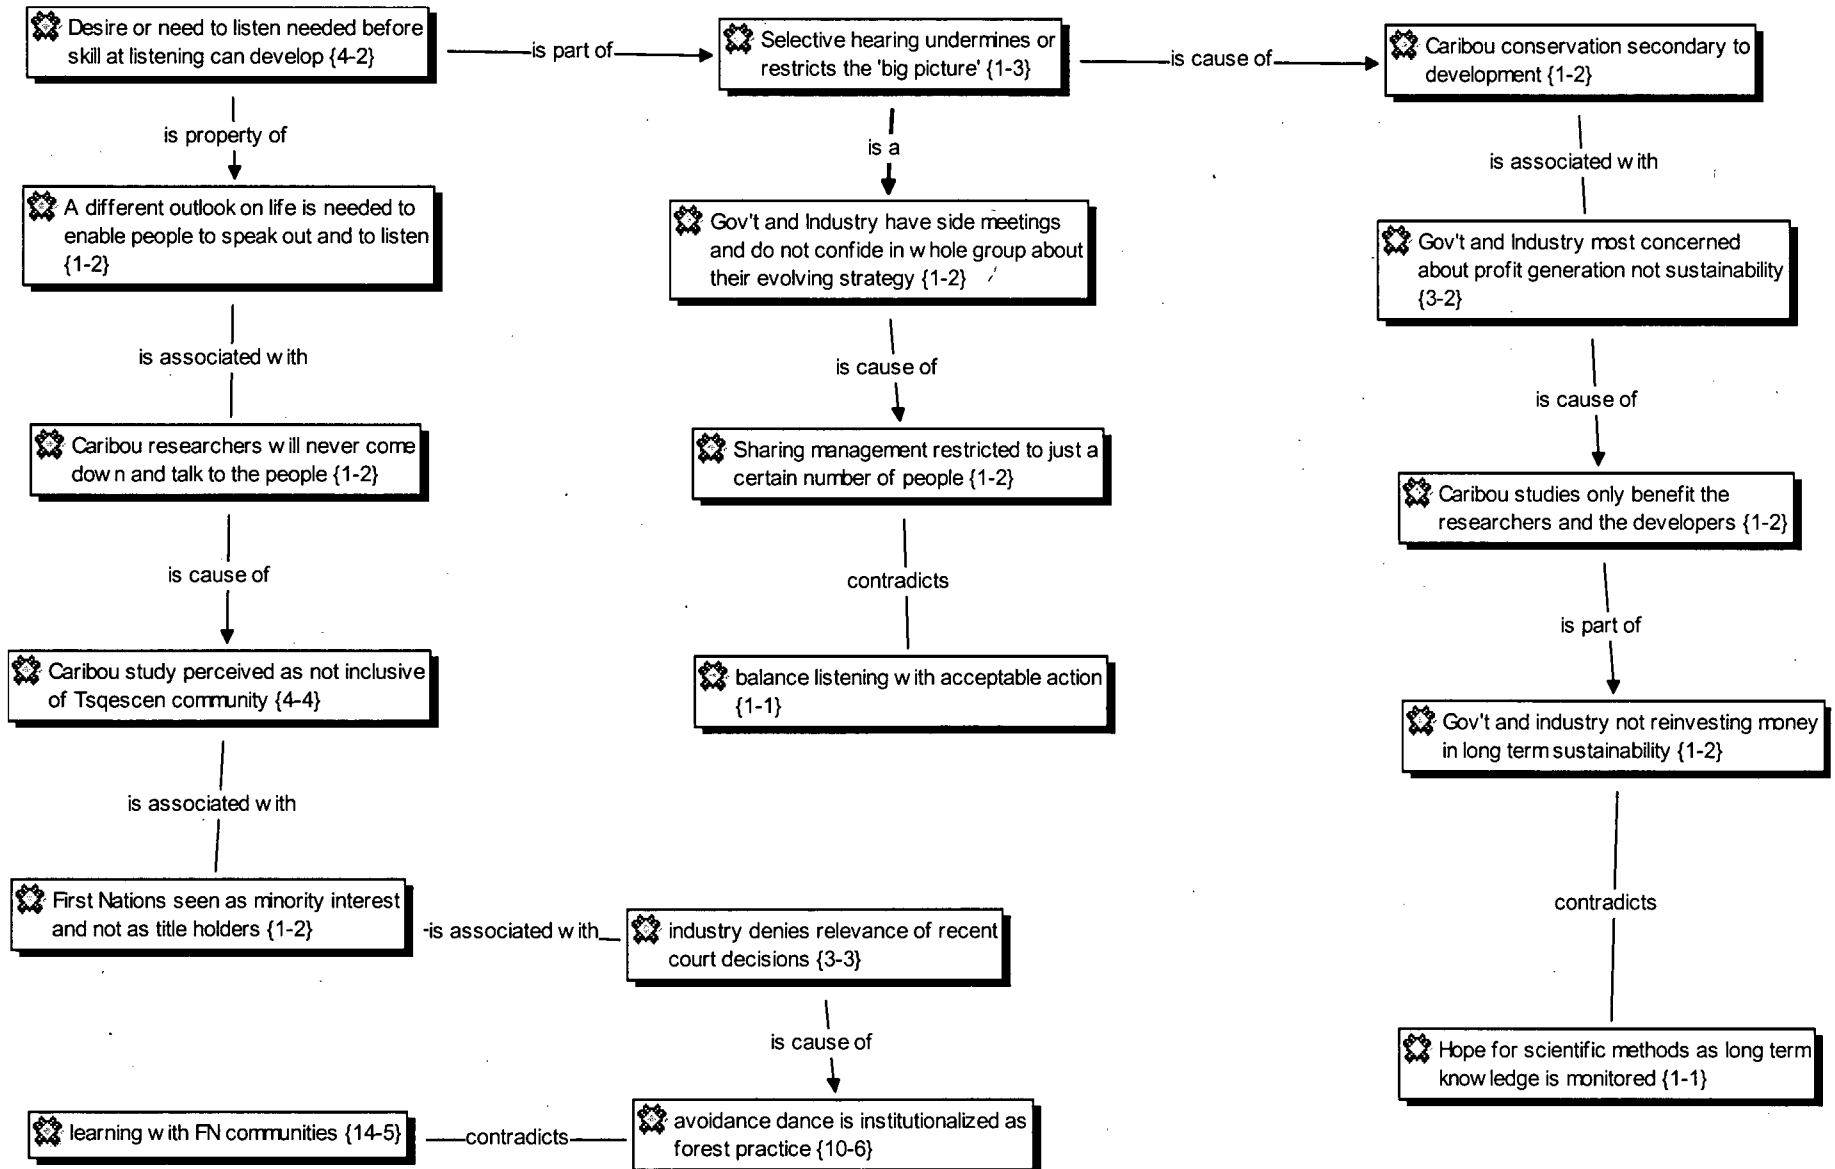 Desire or need to listen needed before
skill at listening can develop {4-2}
is part of
Selective hearing undermines or
restricts the 'big picture' {1-3}
is cause of
Caribou conservation secondary to
development {1-2}
is property of
is a
is associated with
A different outlook on life is needed to
enable people to speak out and to listen
{1-2}
Gov't and Industry have side meetings
and do not confide in whole group about
their evolving strategy {1-2}
Gov't and Industry most concerned
about profit generation not sustainability
{3-2}
is associated with
is cause of
is cause of
Caribou researchers will never come
down and talk to the people {1-2}
Sharing management restricted to just a
certain number of people {1-2}
Caribou studies only benefit the
researchers and the developers {1-2}
is cause of
contradicts
is part of
Caribou study perceived as not inclusive
of Tsqescen community {4-4}
balance listening with acceptable action
{1-1}
Gov't and industry not reinvesting money
in long term sustainability {1-2}
is associated with
contradicts
First Nations seen as minority interest
and not as title holders {1-2}
is associated with
industry denies relevance of recent
court decisions {3-3}
is cause of
Hope for scientific methods as long term
knowledge is monitored {1-1}
learning with FN communities {14-5}
contradicts
avoidance dance is institutionalized as
forest practice {10-6}